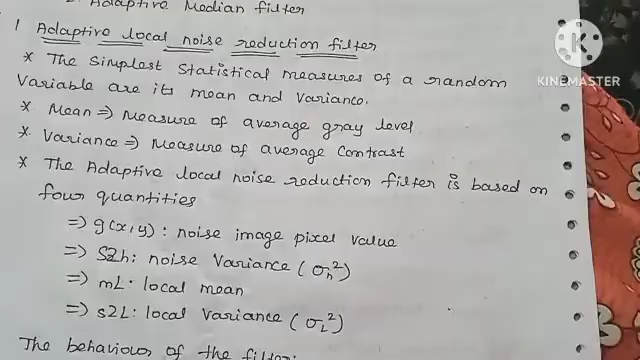 2. Adaptive Median filter
1 Adaptive local noise reduction filter
* The Simplest Statistical measures of a random
Variable are its mean and Variance.
* Mean => Measure of average gray level
* Variance => Measure of average Contrast
* The Adaptive local noise reduction filter is based on
four quantities
=> g(x,y) : noise image pixel value
=> S2h: noise Variance (σn²)
=> mL: local mean
=> s2L: local Variance (σL²)
The behaviour of the filter:
KINEMASTER